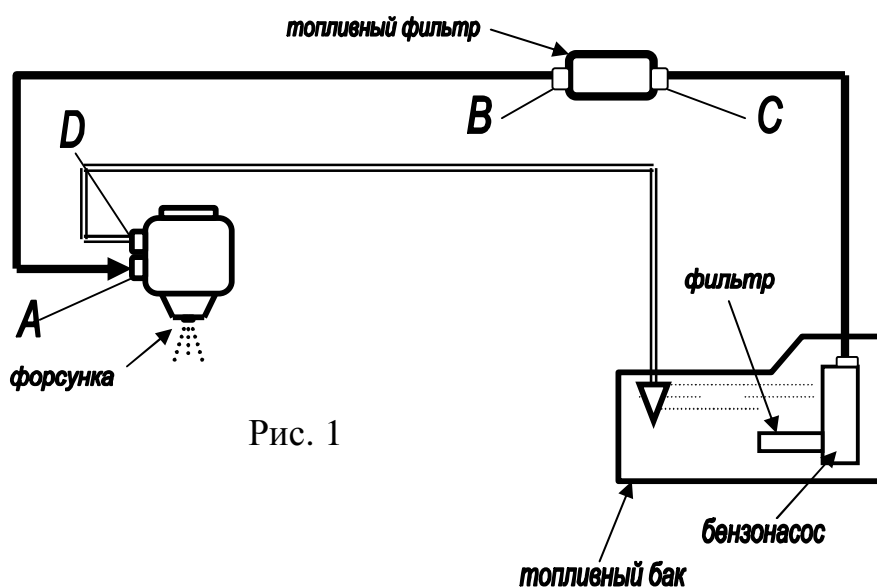 топливный фильтр
B
C
D
фильтр
A
форсунка
Рис. 1
бензонасос
топливный бак